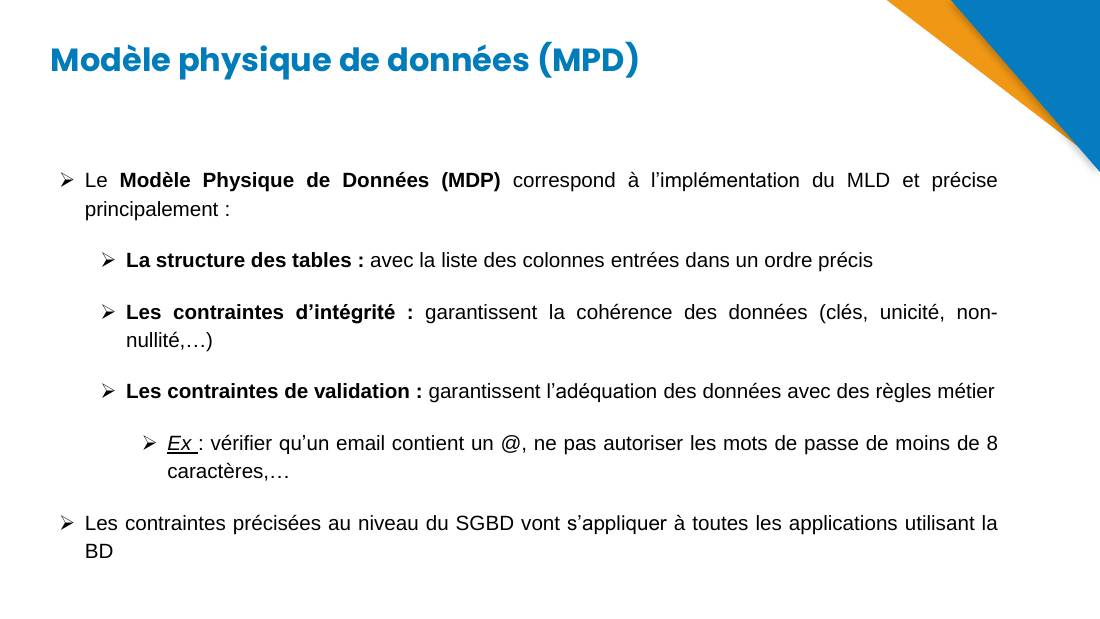 Modèle physique de données (MPD)
➢ Le Modèle Physique de Données (MDP) correspond à l’implémentation du MLD et précise
principalement :
➢ La structure des tables : avec la liste des colonnes entrées dans un ordre précis
➢ Les contraintes d’intégrité : garantissent la cohérence des données (clés, unicité, non-
nullité,…)
➢ Les contraintes de validation : garantissent l’adéquation des données avec des règles métier
➢ Ex : vérifier qu’un email contient un @, ne pas autoriser les mots de passe de moins de 8
caractères,…
➢ Les contraintes précisées au niveau du SGBD vont s’appliquer à toutes les applications utilisant la
BD